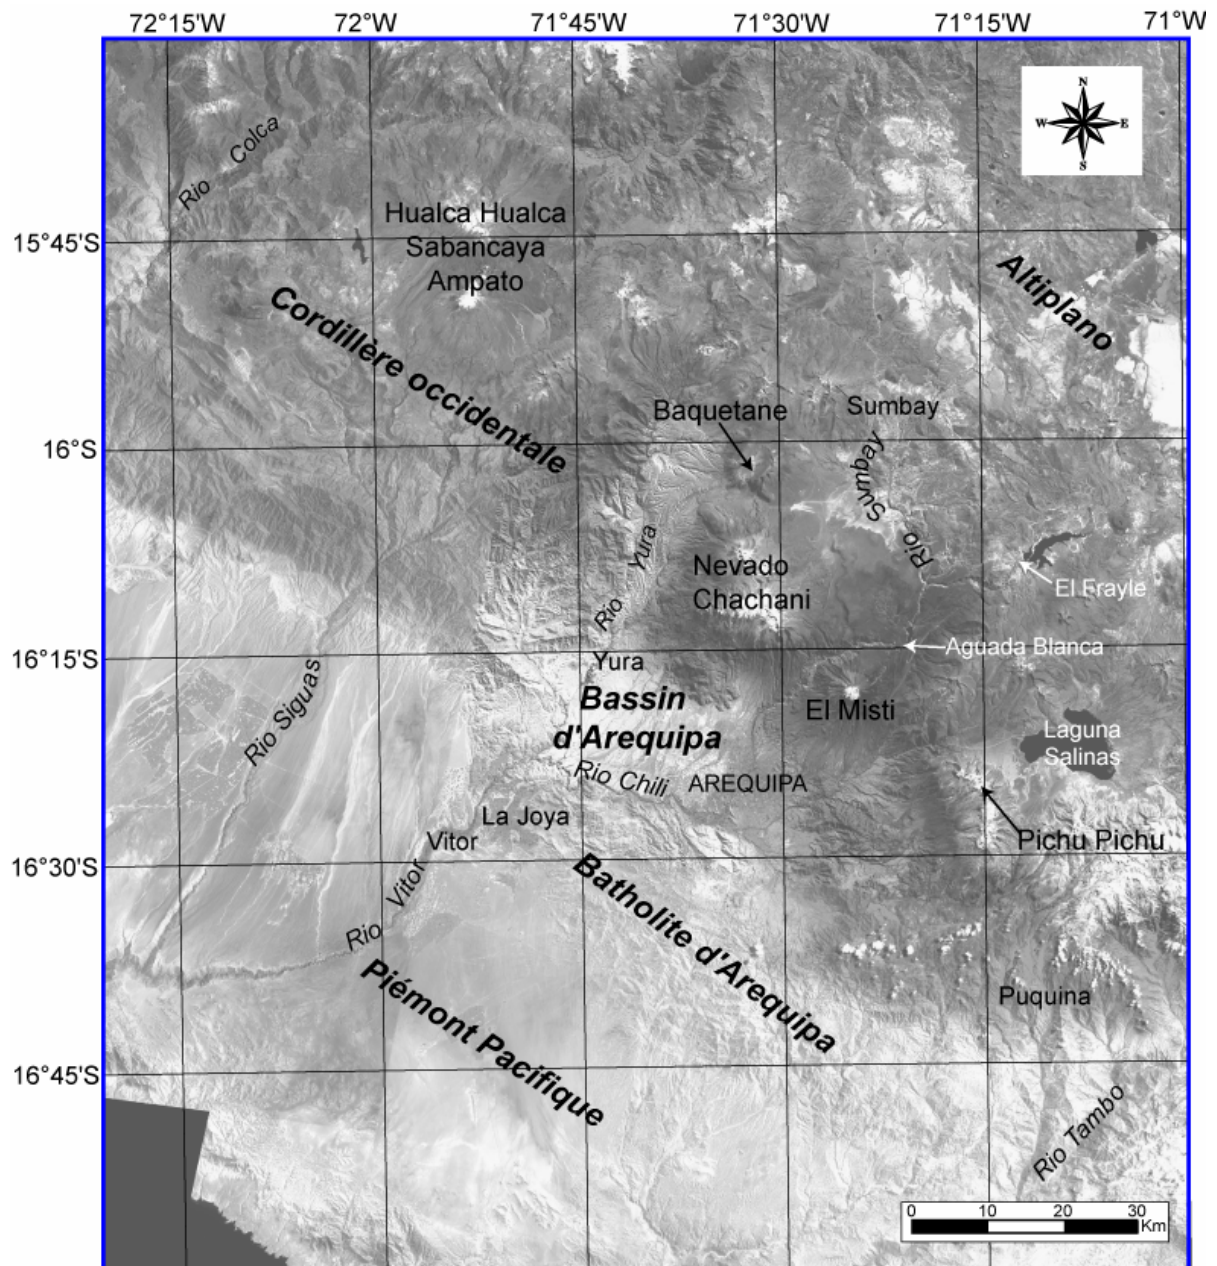 72°15'W 72°W 71°45'W 71°30'W 71°15'W 71°W
N
W E
S
Rio Colca
Hualca Hualca
Sabancaya
Ampato
15°45'S
Altiplano
Cordillère occidentale
Baquetane
Sumbay
16°S
Rio Sumbay
Rio Yura
Nevado
Chachani
El Frayle
Aguada Blanca
16°15'S
Yura
Bassin
d'Arequipa
El Misti
Rio Siguas
Laguna
Salinas
Rio Chili
AREQUIPA
La Joya
Vitor
Pichu Pichu
16°30'S
Rio Vitor
Batholite d'Arequipa
Piémont Pacifique
Puquina
16°45'S
Rio Tambo
0 10 20 30
Km